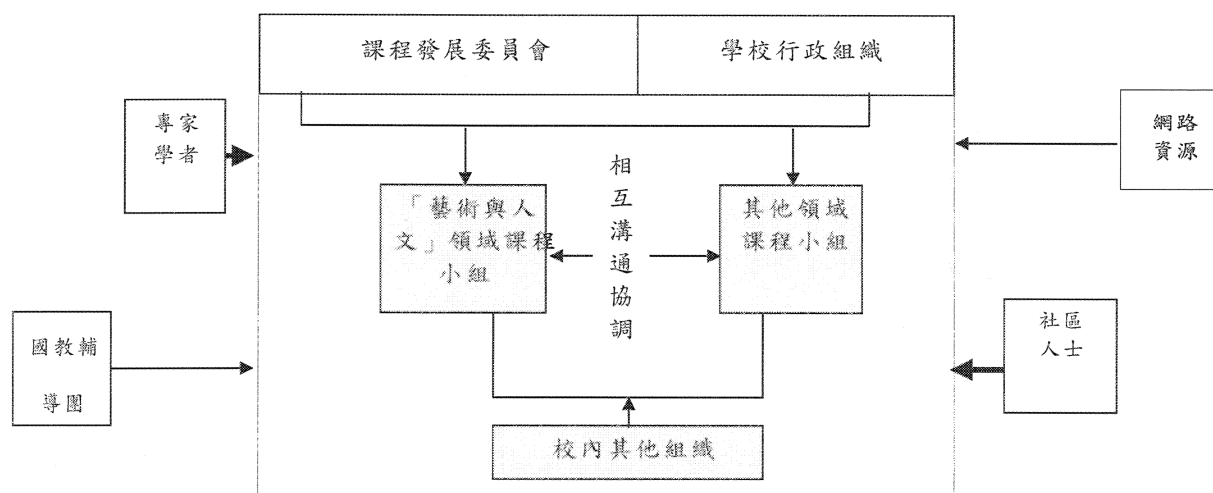 課程發展委員會
學校行政組織
專家
學者
網路
資源
相互溝通協調
「藝術與人
文」領域課程
小組
其他領域
課程小組
國教輔
導團
社區
人士
校內其他組織